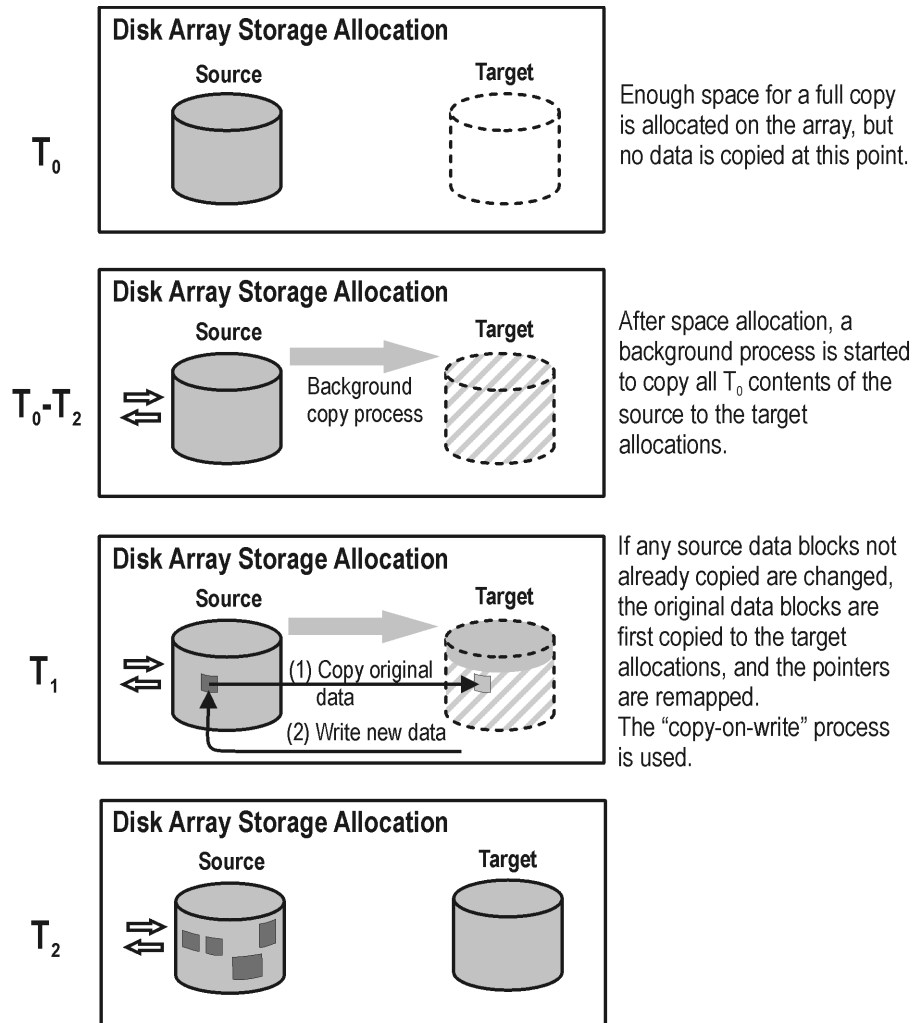 Disk Array Storage Allocation
Source
Target
T₀
Enough space for a full copy
is allocated on the array, but
no data is copied at this point.
Disk Array Storage Allocation
Source
Target
Background
copy process
T₀-T₂
After space allocation, a
background process is started
to copy all T₀ contents of the
source to the target
allocations.
Disk Array Storage Allocation
Source
Target
(1) Copy original
data
(2) Write new data
T₁
If any source data blocks not
already copied are changed,
the original data blocks are
first copied to the target
allocations, and the pointers
are remapped.
The “copy-on-write” process
is used.
Disk Array Storage Allocation
Source
Target
T₂